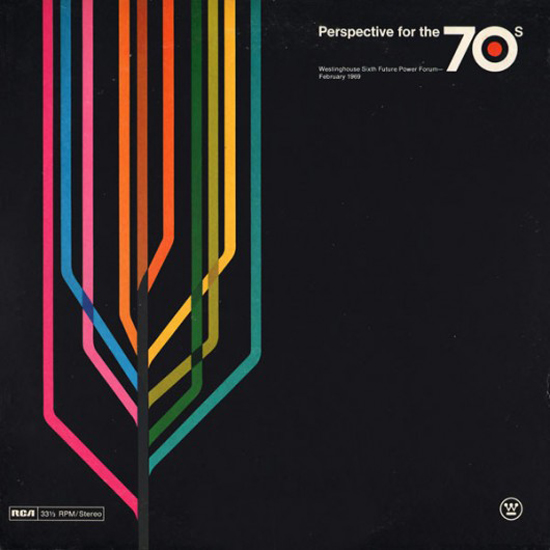 Perspective for the 70s
Westinghouse Sixth Future Power Forum—
February 1969
RCA 33⅓ RPM/Stereo
W